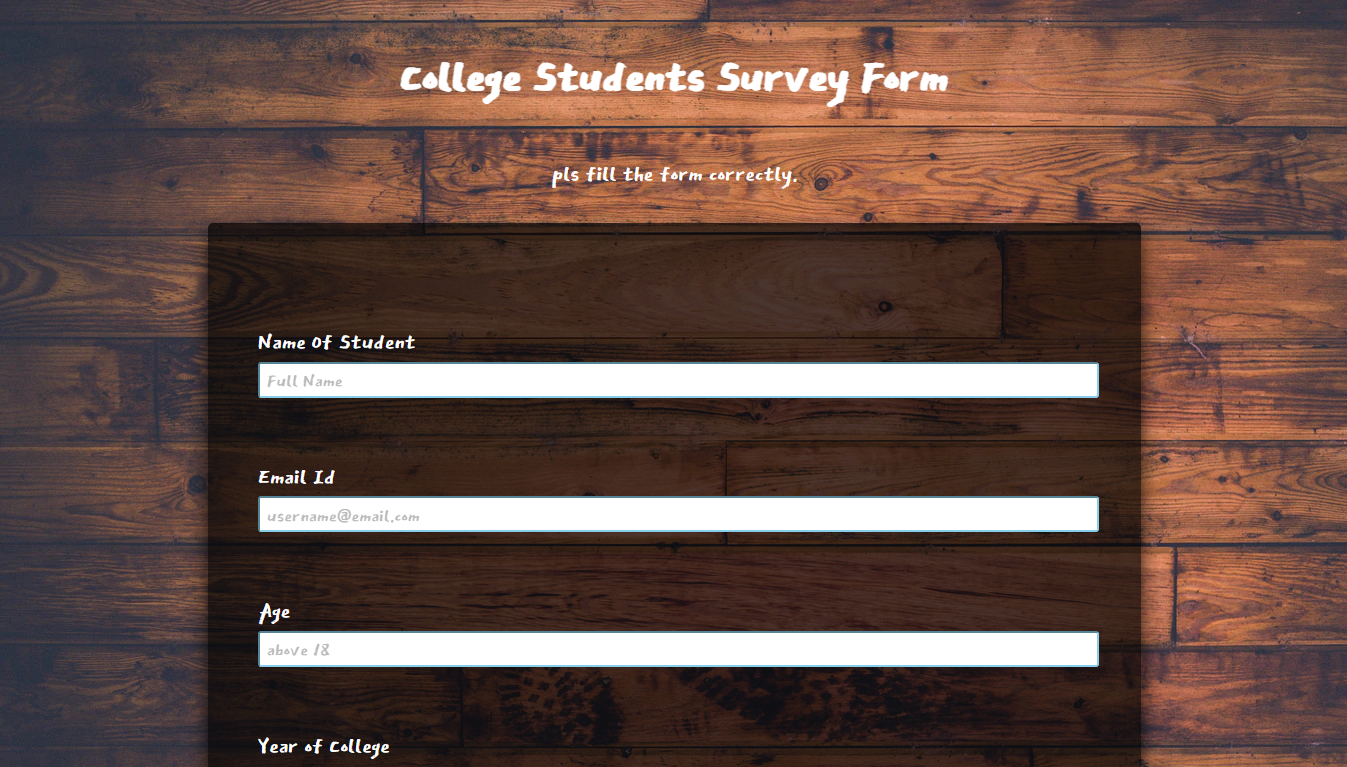 College Students Survey Form
pls fill the form correctly.
Name Of Student
Full Name
Email Id
username@email.com
Age
above 18
Year of College